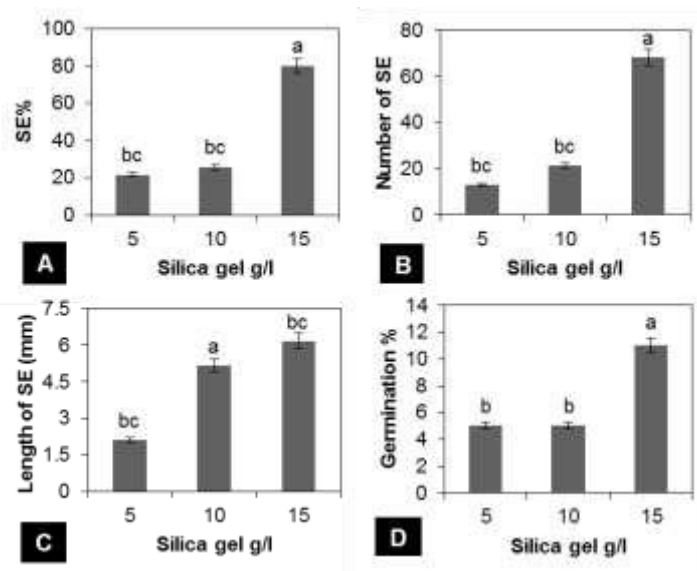 100
80
60
40
20
0
SE%
a
bc
bc
5 10 15
Silica gel g/l
A
80
60
40
20
0
Number of SE
a
bc
bc
5 10 15
Silica gel g/l
B
7.5
6
4.5
3
1.5
0
Length of SE (mm)
bc
a
bc
5 10 15
Silica gel g/l
C
14
12
10
8
6
4
2
0
Germination %
a
b
b
5 10 15
Silica gel g/l
D